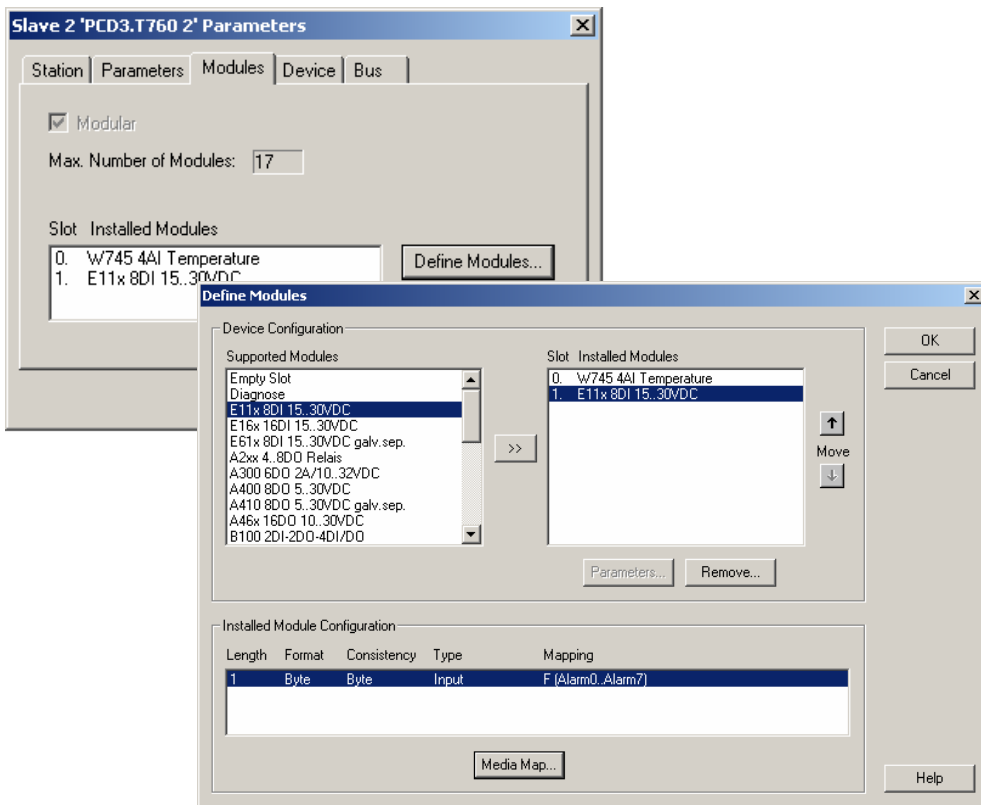 Slave 2 'PCD3.T760 2' Parameters
Station Parameters Modules Device Bus
Modular
Max. Number of Modules: 17
Slot Installed Modules
0. W745 4AI Temperature
1. E11x 8DI 15..30VDC
Define Modules...
Define Modules
Device Configuration
Supported Modules
Empty Slot
Diagnose
E11x 8DI 15..30VDC
E16x 16DI 15..30VDC
E61x 8DI 15..30VDC galv.sep.
A2xx 4..8DO Relais
A300 6DO 2A/10..32VDC
A400 8DO 5..30VDC
A410 8DO 5..30VDC galv.sep.
A46x 16DO 10..30VDC
B100 2DI-2DO-4DI/DO
>>
Slot Installed Modules
0. W745 4AI Temperature
1. E11x 8DI 15..30VDC
Move
Parameters... Remove...
OK
Cancel
Installed Module Configuration
Length Format Consistency Type Mapping
1 Byte Byte Input F (Alarm0..Alarm7)
Media Map...
Help